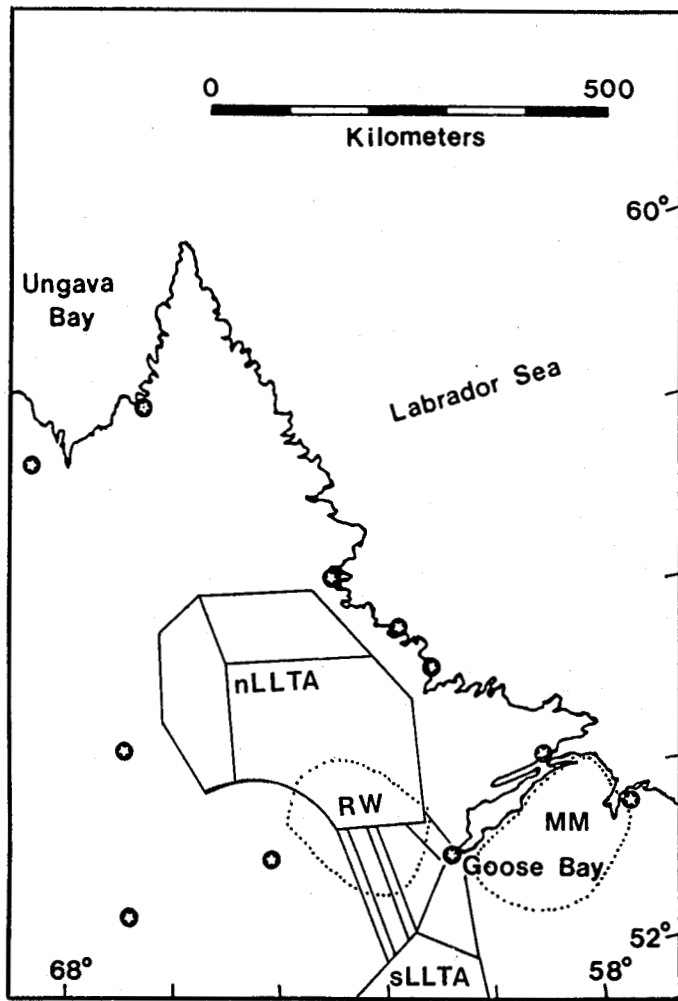 0 500
Kilometers
60°
Ungava
Bay
Labrador Sea
nLLTA
RW
MM
Goose Bay
52°
68° 58°
sLLTA